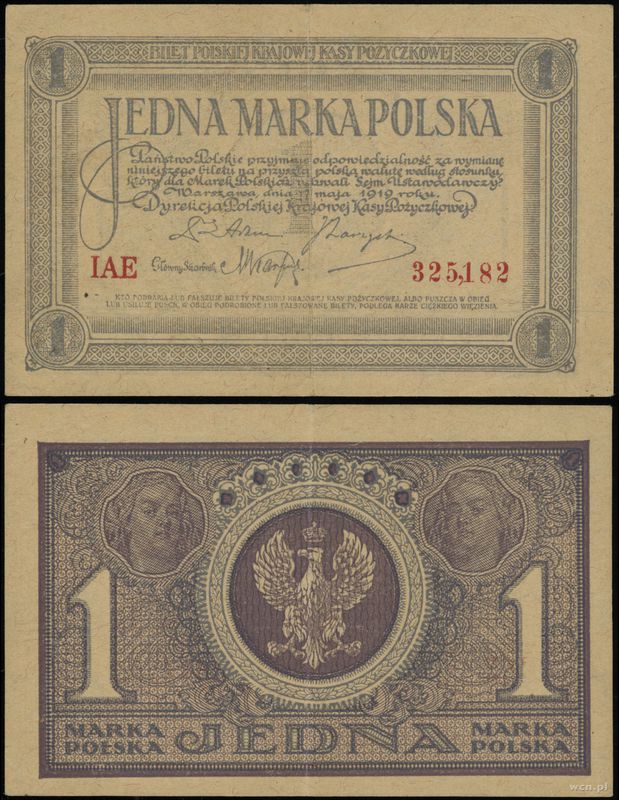 1 BILET POLSKIEJ KRAJOWEJ KASY POŻYCZKOWEJ 1
JEDNA MARKA POLSKA
Państwo Polskie przyjmuje odpowiedzialność za wymianę
niniejszego biletu na przyszłą polską walutę według stosunku,
który dla Marek Polskich uchwali Sejm Ustawodawczy.
Warszawa, dnia 17 maja 1919 roku.
Dyrekcja Polskiej Krajowej Kasy Pożyczkowej
IAE Główny Skarbnik 325,182
KTO PODRABIA LUB FAŁSZUJE BILETY POLSKIEJ KRAJOWEJ KASY POŻYCZKOWEJ, ALBO PUSZCZA W OBIEG
LUB USIŁUJE PUŚCIĆ W OBIEG PODROBIONE LUB FAŁSZOWANE BILETY, PODLEGA KARZE CIĘŻKIEGO WIĘZIENIA.
1 1
1 1
MARKA POLSKA JEDNA MARKA POLSKA
wcn.pl